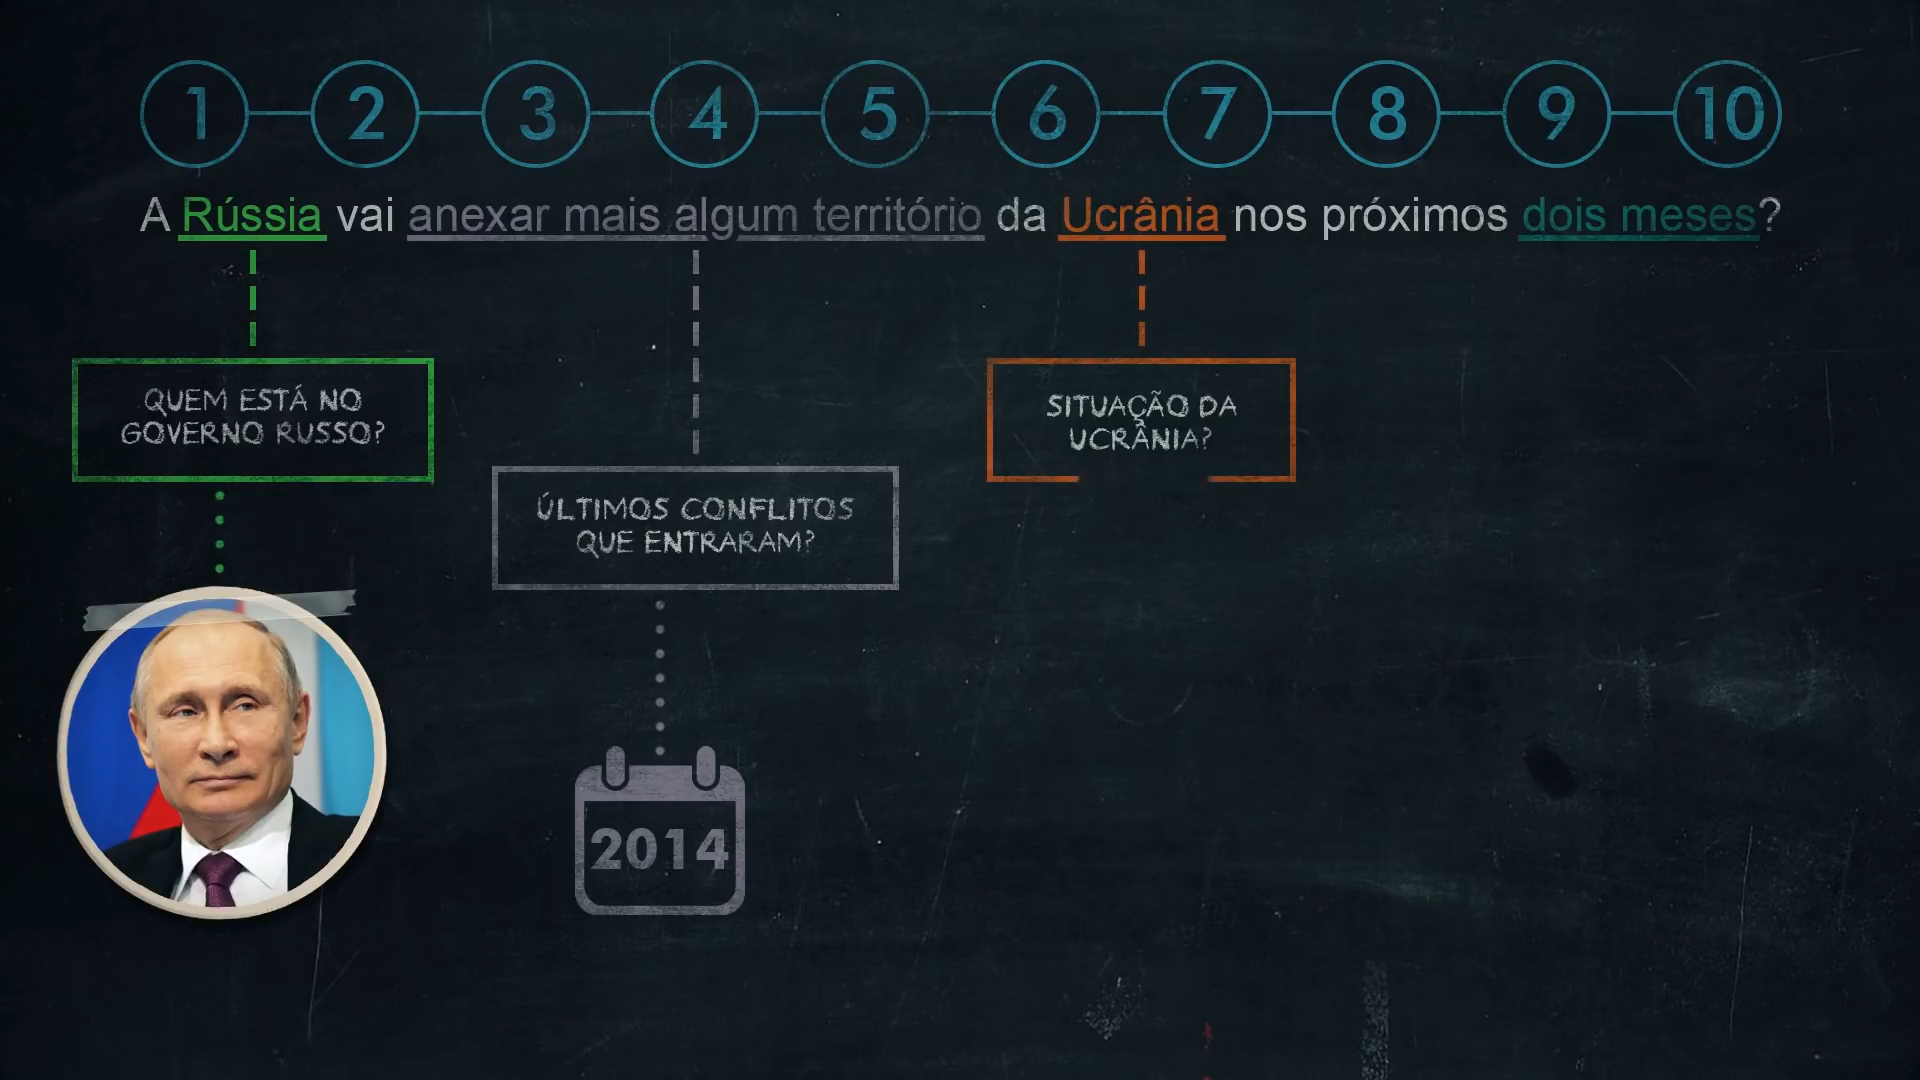 1 2 3 4 5 6 7 8 9 10
A Rússia vai anexar mais algum território da Ucrânia nos próximos dois meses?
QUEM ESTÁ NO
GOVERNO RUSSO?
ÚLTIMOS CONFLITOS
QUE ENTRARAM?
SITUAÇÃO DA
UCRÂNIA?
2014